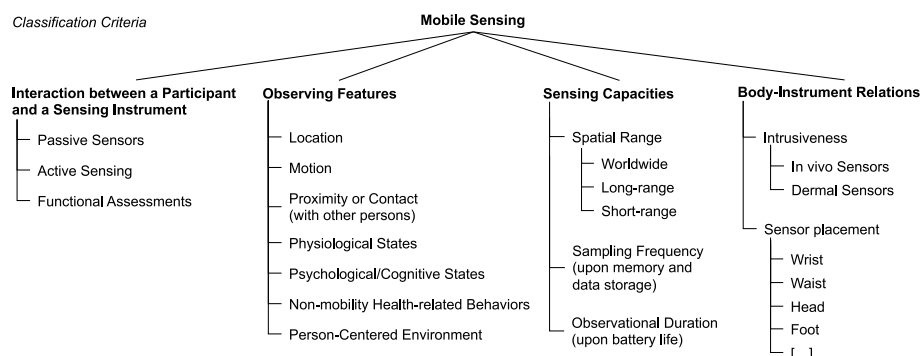 Classification Criteria
Mobile Sensing
Interaction between a Participant
and a Sensing Instrument
Passive Sensors
Active Sensing
Functional Assessments
Observing Features
Location
Motion
Proximity or Contact
(with other persons)
Physiological States
Psychological/Cognitive States
Non-mobility Health-related Behaviors
Person-Centered Environment
Sensing Capacities
Spatial Range
Worldwide
Long-range
Short-range
Sampling Frequency
(upon memory and
data storage)
Observational Duration
(upon battery life)
Body-Instrument Relations
Intrusiveness
In vivo Sensors
Dermal Sensors
Sensor placement
Wrist
Waist
Head
Foot
[...]